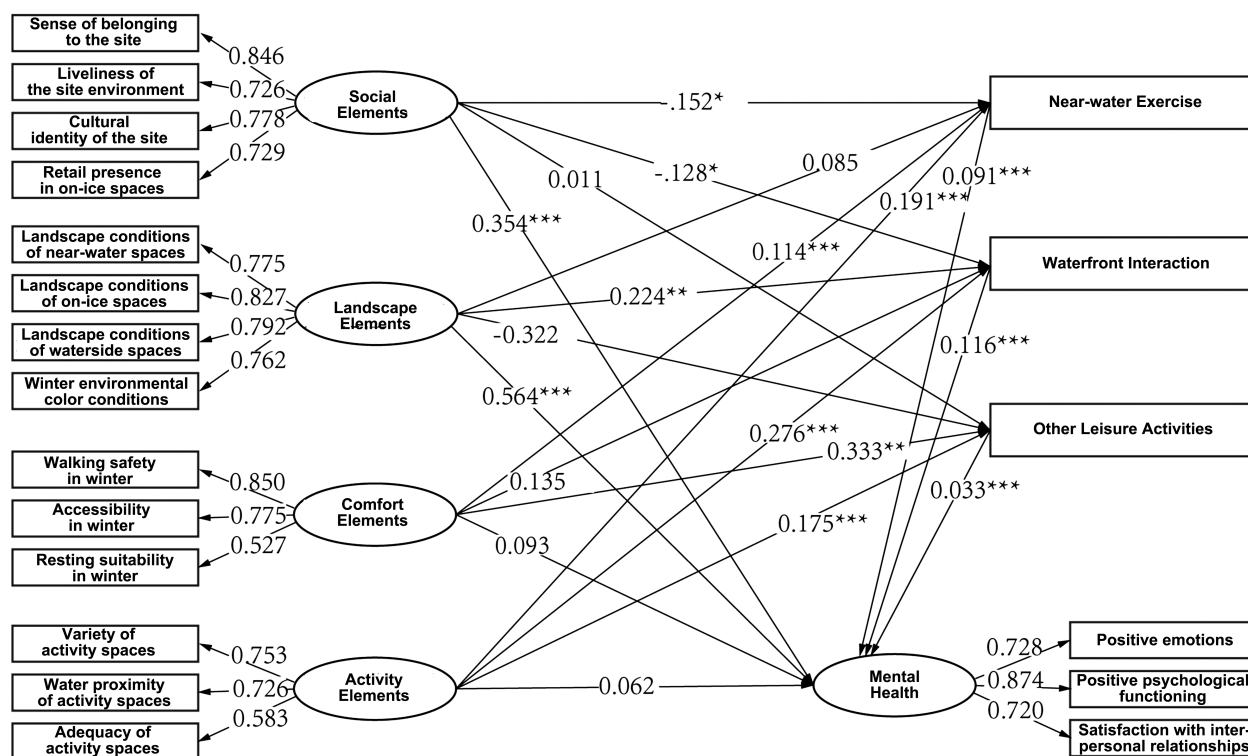 Sense of belonging
to the site
Liveliness of
the site environment
Cultural
identity of the site
Retail presence
in on-ice spaces
0.846
0.726
0.778
0.729
Social
Elements
Landscape conditions
of near-water spaces
Landscape conditions
of on-ice spaces
Landscape conditions
of waterside spaces
Winter environmental
color conditions
0.775
0.827
0.792
0.762
Landscape
Elements
Walking safety
in winter
Accessibility
in winter
Resting suitability
in winter
0.850
0.775
0.527
Comfort
Elements
Variety of
activity spaces
Water proximity
of activity spaces
Adequacy of
activity spaces
0.753
0.726
0.583
Activity
Elements
-.152*
-.128*
0.011
0.354***
0.085
0.224**
-0.322
0.564***
0.114***
0.135
0.333**
0.093
0.191***
0.276***
0.175***
0.062
0.091***
0.116***
0.033***
Near-water Exercise
Waterfront Interaction
Other Leisure Activities
Mental
Health
0.728
0.874
0.720
Positive emotions
Positive psychological
functioning
Satisfaction with inter-
personal relationships